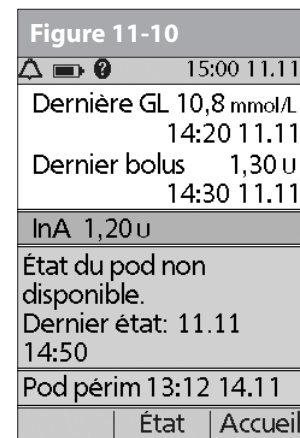 Figure 11-10
15:00 11.11
Dernière GL 10,8 mmol/L
14:20 11.11
Dernier bolus 1,30 U
14:30 11.11
InA 1,20 U
État du pod non
disponible.
Dernier état: 11.11
14:50
Pod périm 13:12 14.11
État Accueil